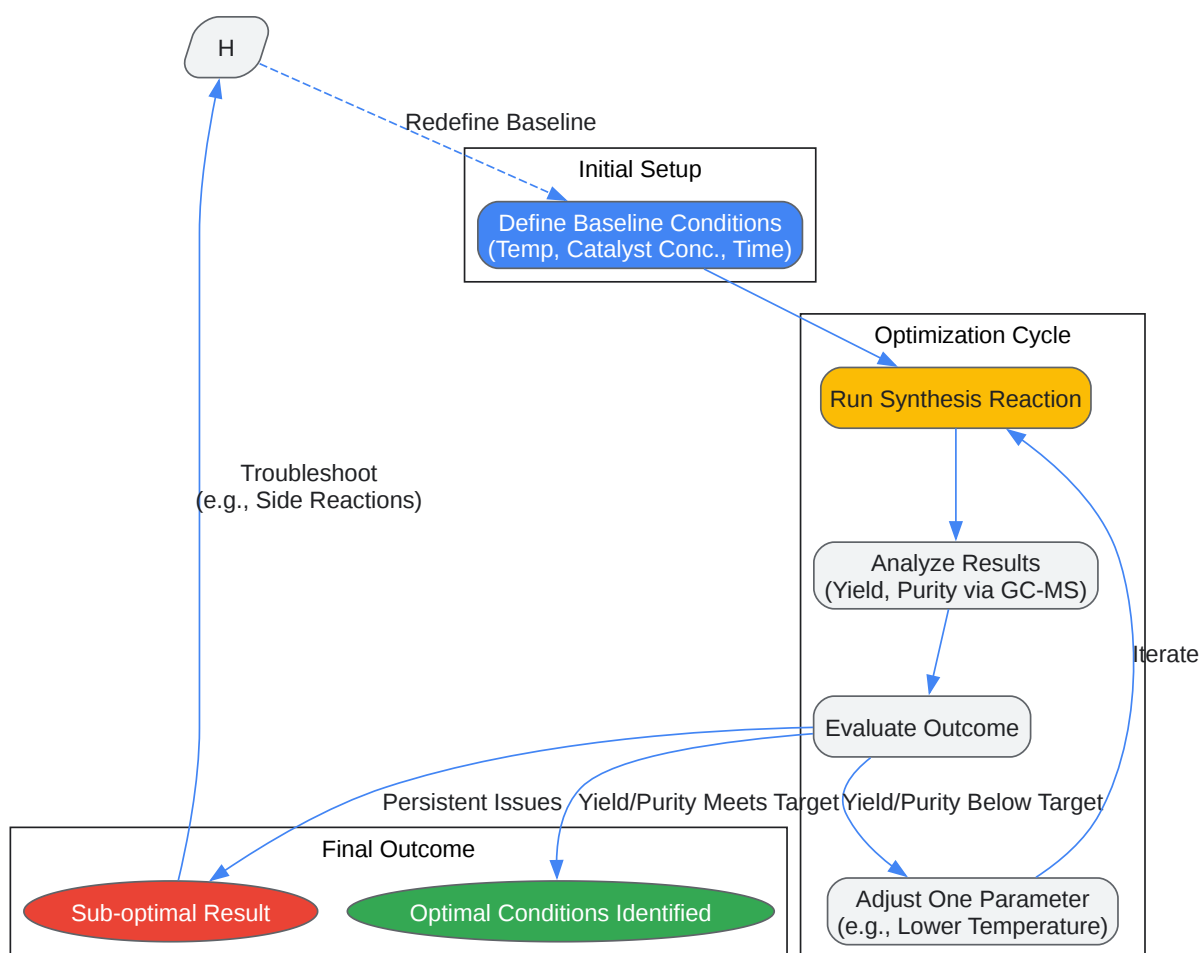 H
Redefine Baseline
Initial Setup
Define Baseline Conditions
(Temp, Catalyst Conc., Time)
Optimization Cycle
Run Synthesis Reaction
Troubleshoot
(e.g., Side Reactions)
Analyze Results
(Yield, Purity via GC-MS)
Iterate
Evaluate Outcome
Persistent Issues
Yield/Purity Meets Target
Yield/Purity Below Target
Final Outcome
Sub-optimal Result
Optimal Conditions Identified
Adjust One Parameter
(e.g., Lower Temperature)